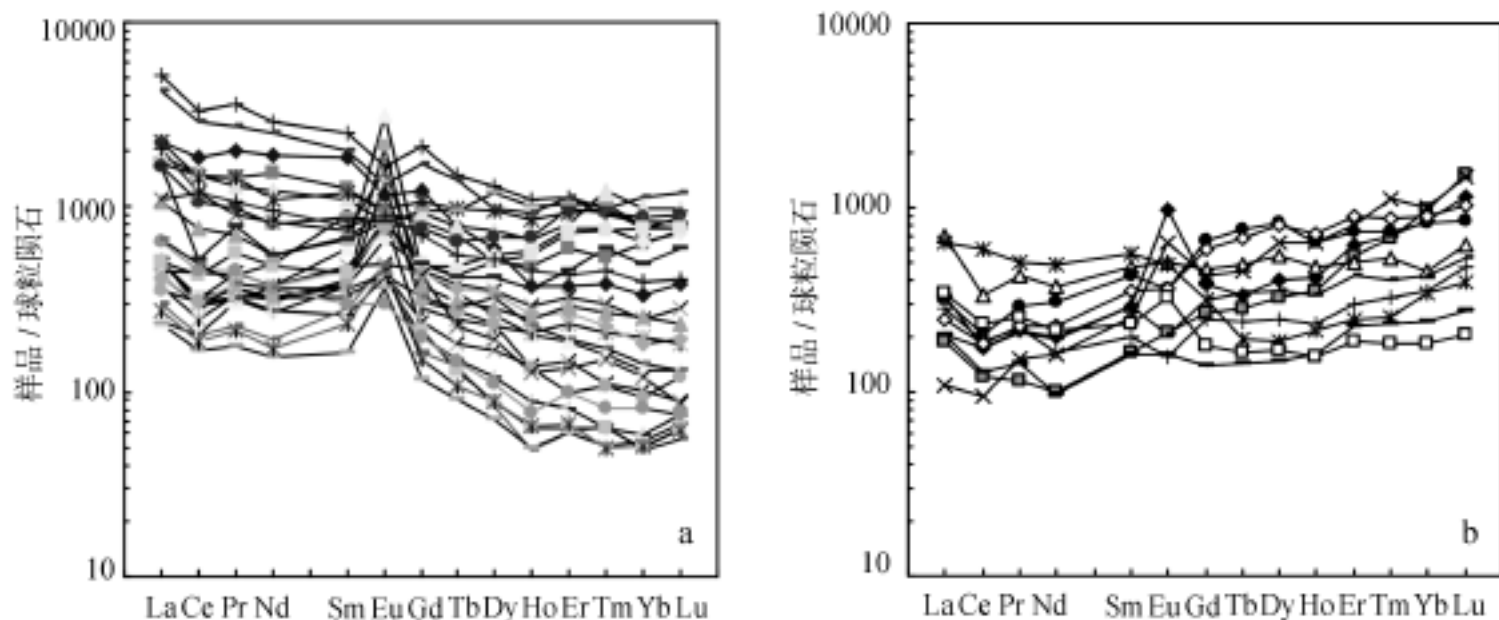 10000
1000
100
10
样品 / 球粒陨石
a
La Ce Pr Nd Sm Eu Gd Tb Dy Ho Er Tm Yb Lu
10000
1000
100
10
样品 / 球粒陨石
b
La Ce Pr Nd Sm Eu Gd Tb Dy Ho Er Tm Yb Lu